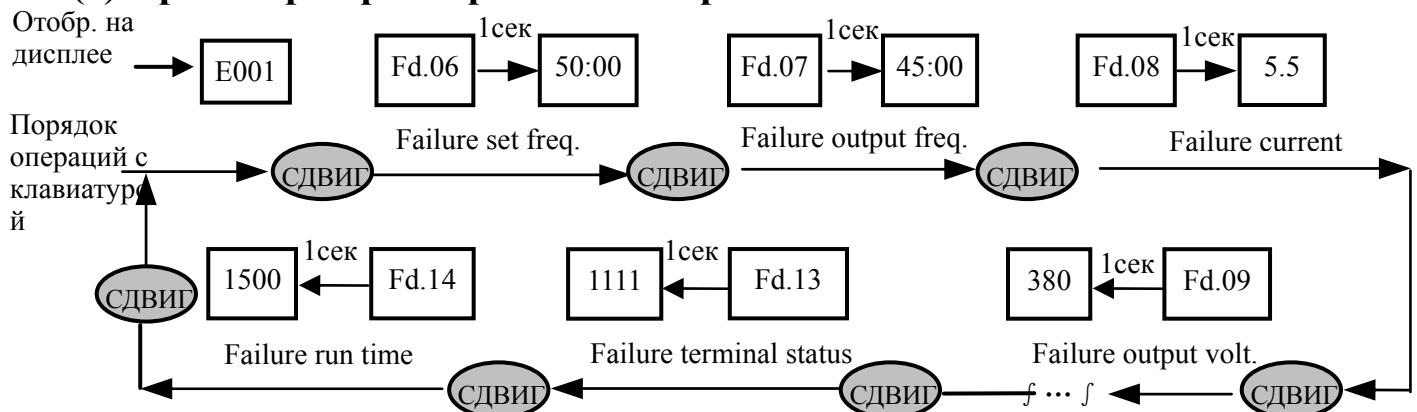 Отобр. на
дисплее
E001
Fd.06
1сек
50:00
Fd.07
1сек
45:00
Fd.08
1сек
5.5
Порядок
операций с
клавиатуро
й
СДВИГ
Failure set freq.
СДВИГ
Failure output freq.
СДВИГ
Failure current
СДВИГ
1500
1сек
Fd.14
1111
1сек
Fd.13
380
1сек
Fd.09
Failure run time
СДВИГ
Failure terminal status
СДВИГ
∫ ... ∫
Failure output volt.
СДВИГ